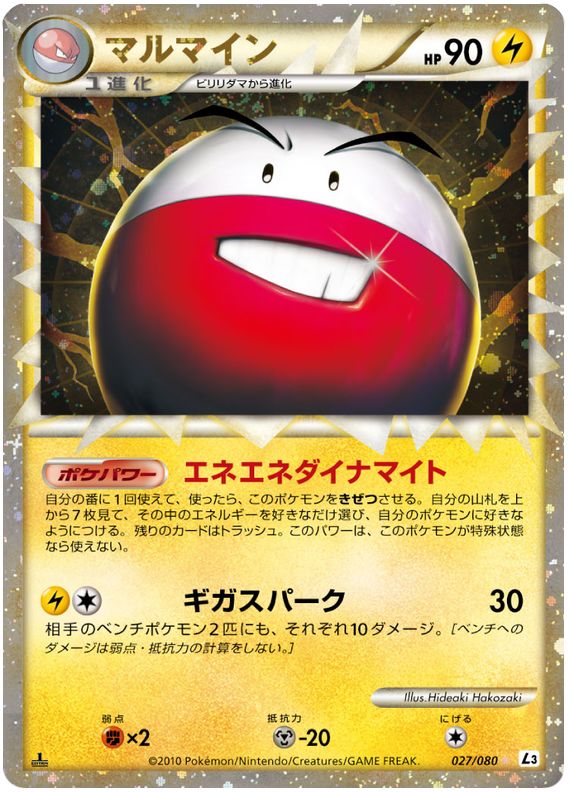 マルマイン
HP90
1進化
ビリリダマから進化
ポケパワー エネエネダイナマイト
自分の番に1回使えて、使ったら、このポケモンをきぜつさせる。自分の山札を上
から7枚見て、その中のエネルギーを好きなだけ選び、自分のポケモンに好きな
ようにつける。残りのカードはトラッシュ。このパワーは、このポケモンが特殊状態
なら使えない。
ギガスパーク 30
相手のベンチポケモン2匹にも、それぞれ10ダメージ。[ベンチへの
ダメージは弱点・抵抗力の計算をしない。]
Illus.Hideaki Hakozaki
弱点 抵抗力 にげる
×2 -20
1 EDITION ©2010 Pokémon/Nintendo/Creatures/GAME FREAK. 027/080 L3